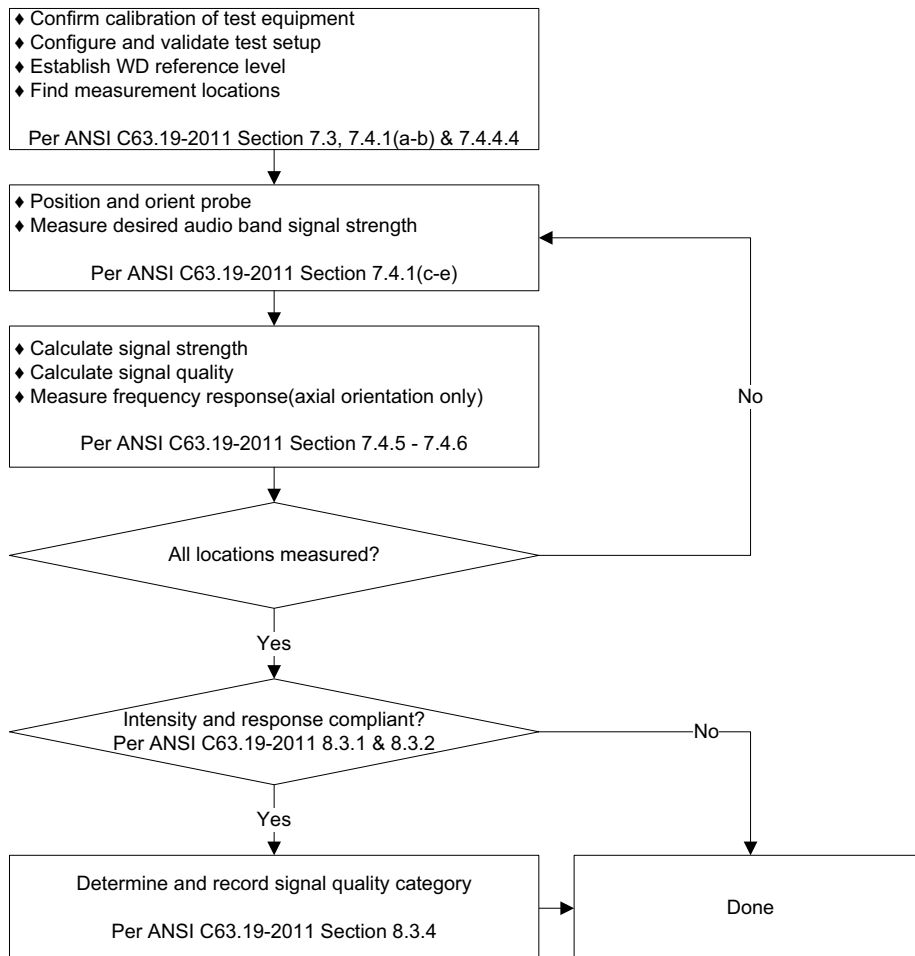 ♦ Confirm calibration of test equipment
♦ Configure and validate test setup
♦ Establish WD reference level
♦ Find measurement locations
Per ANSI C63.19-2011 Section 7.3, 7.4.1(a-b) & 7.4.4.4
♦ Position and orient probe
♦ Measure desired audio band signal strength
Per ANSI C63.19-2011 Section 7.4.1(c-e)
♦ Calculate signal strength
♦ Calculate signal quality
♦ Measure frequency response(axial orientation only)
Per ANSI C63.19-2011 Section 7.4.5 - 7.4.6
No
All locations measured?
Yes
Intensity and response compliant?
Per ANSI C63.19-2011 8.3.1 & 8.3.2
No
Yes
Determine and record signal quality category
Per ANSI C63.19-2011 Section 8.3.4
Done